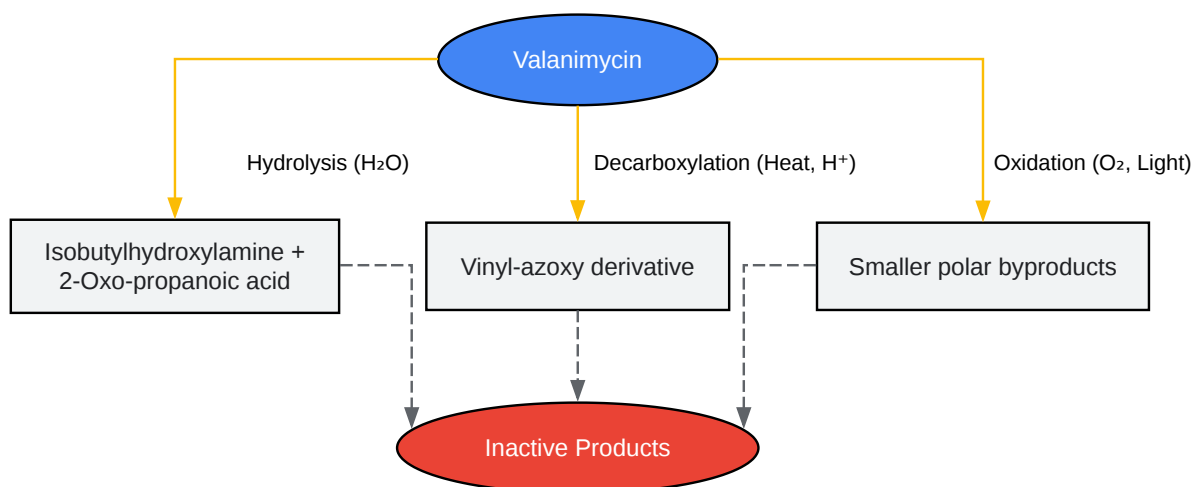 Valanimycin
Hydrolysis (H₂O)
Decarboxylation (Heat, H⁺)
Oxidation (O₂, Light)
Isobutylhydroxylamine +
2-Oxo-propanoic acid
Vinyl-azoxy derivative
Smaller polar byproducts
Inactive Products